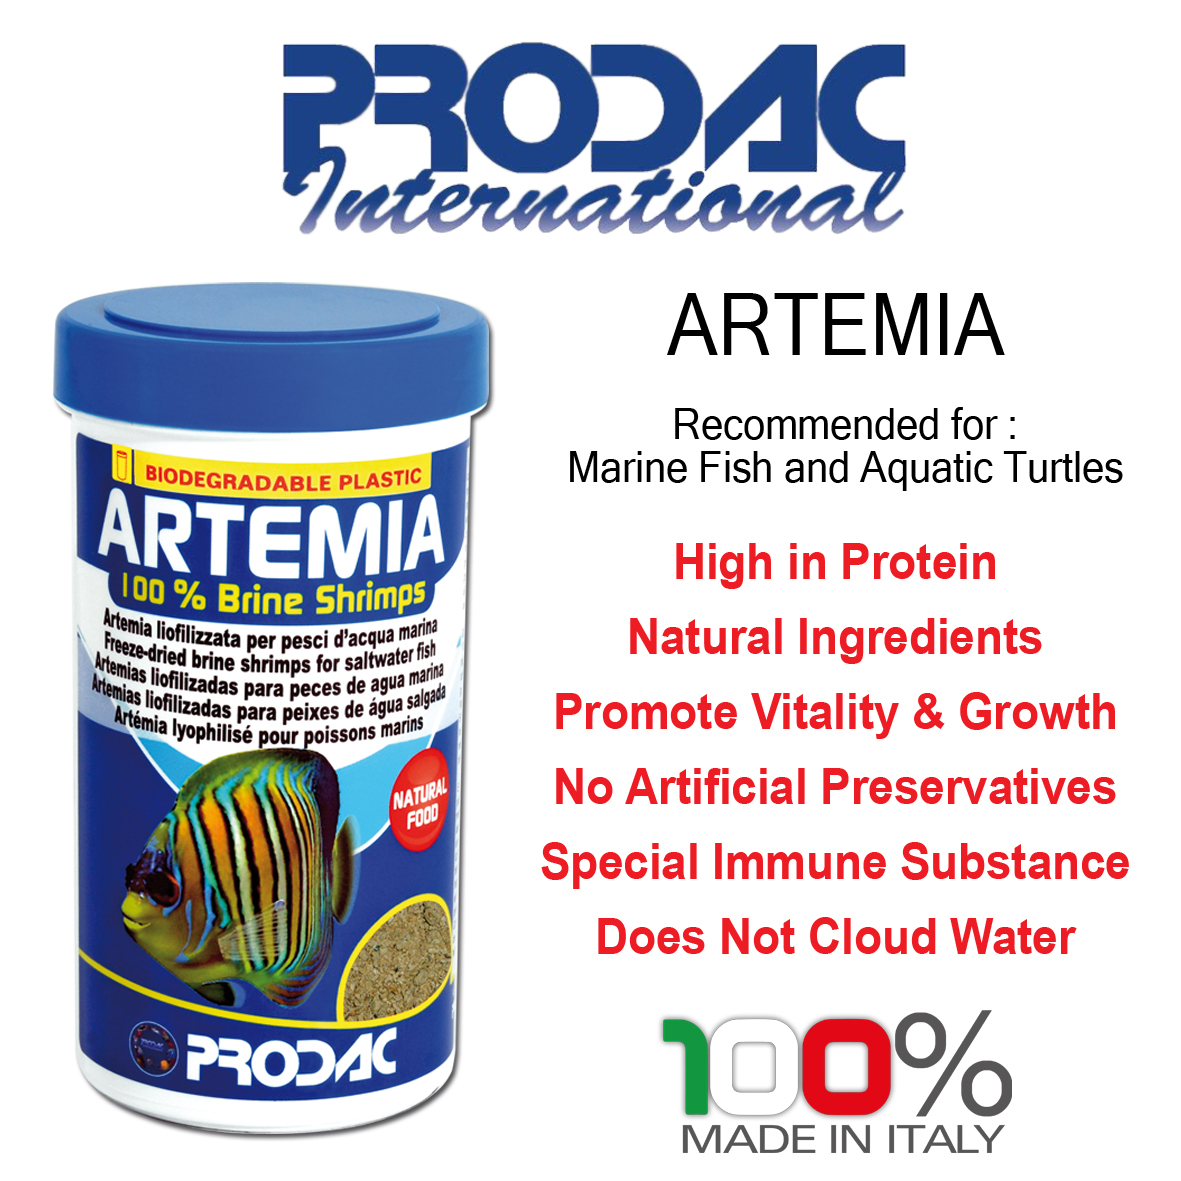 PRODAC
International
ARTEMIA
Recommended for :
Marine Fish and Aquatic Turtles
High in Protein
Natural Ingredients
Promote Vitality & Growth
No Artificial Preservatives
Special Immune Substance
Does Not Cloud Water
100%
MADE IN ITALY
BIODEGRADABLE PLASTIC
ARTEMIA
100 % Brine Shrimps
Artemia liofilizzata per pesci d'acqua marina
Freeze-dried brine shrimps for saltwater fish
Artemias liofilizadas para peces de agua marina
Artemias liofilizadas para peixes de água salgada
Artémia lyophilisé pour poissons marins
NATURAL
FOOD
PRODAC